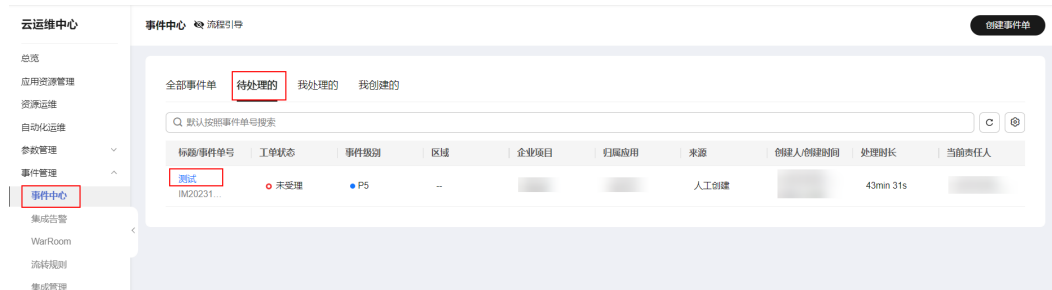 云运维中心
事件中心 流程引导
创建事件单
总览
应用资源管理
资源运维
自动化运维
参数管理
事件管理
事件中心
集成告警
WarRoom
流转规则
集成管理
全部事件单 待处理的 我处理的 我创建的
默认按照事件单号搜索
标题/事件单号 工单状态 事件级别 区域 企业项目 归属应用 来源 创建人/创建时间 处理时长 当前责任人
测试 未受理 P5 -- 人工创建 43min 31s
IM20231...